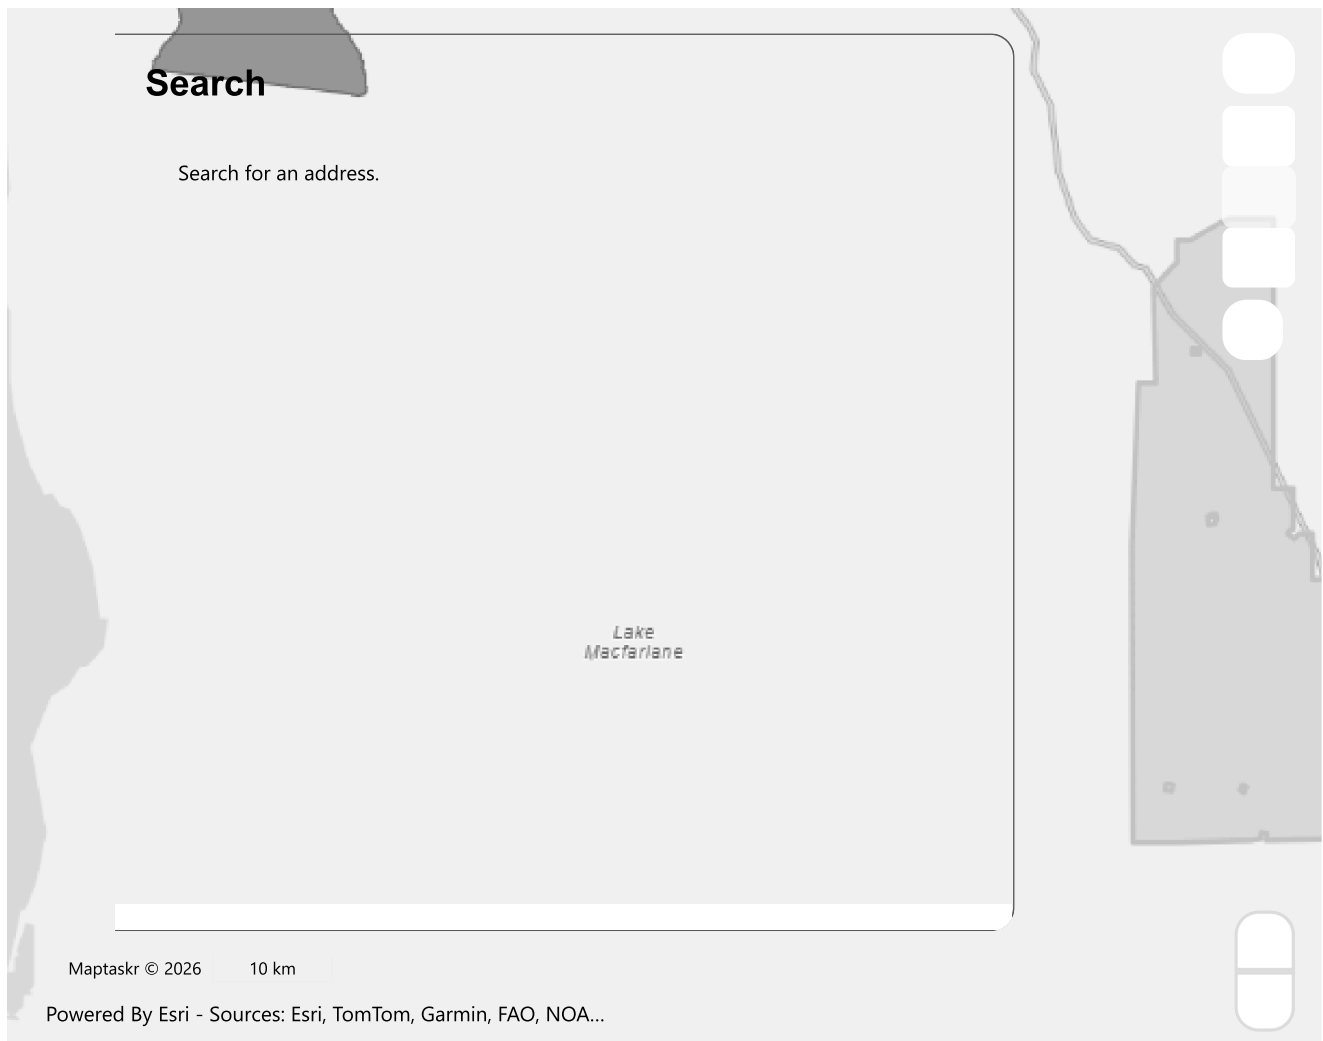 Search
Search for an address.
Lake
Macfarlane
Maptaskr © 2026
10 km
Powered By Esri - Sources: Esri, TomTom, Garmin, FAO, NOA...